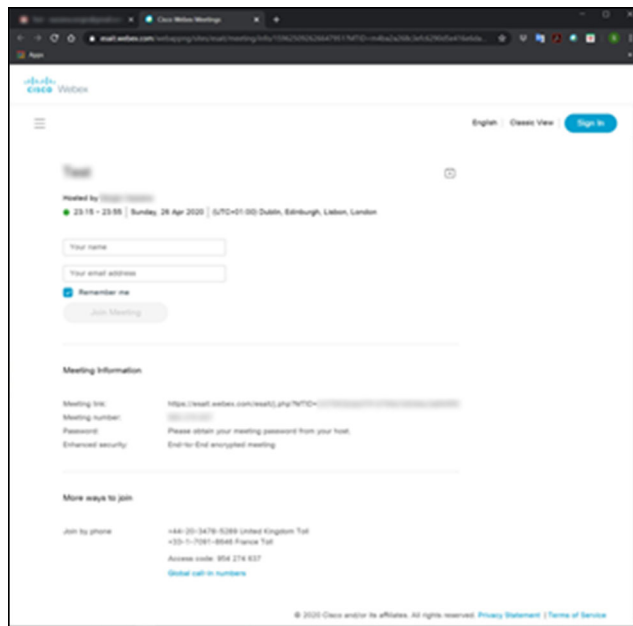 Cisco Webex Meetings
Apps
cisco Webex
English Classic View Sign In
Test
Hosted by
23:15 - 23:55 Sunday, 26 Apr 2020 (UTC+01:00) Dublin, Edinburgh, Lisbon, London
Your name
Your email address
Remember me
Join Meeting
Meeting Information
Meeting link:
Meeting number:
Password: Please obtain your meeting password from your host.
Enhanced security: End-to-End encrypted meeting
More ways to join
Join by phone +44-20-3478-5289 United Kingdom Toll
+33-1-7091-8646 France Toll
Access code: 954 274 637
Global call-in numbers
© 2020 Cisco and/or its affiliates. All rights reserved. Privacy Statement | Terms of Service